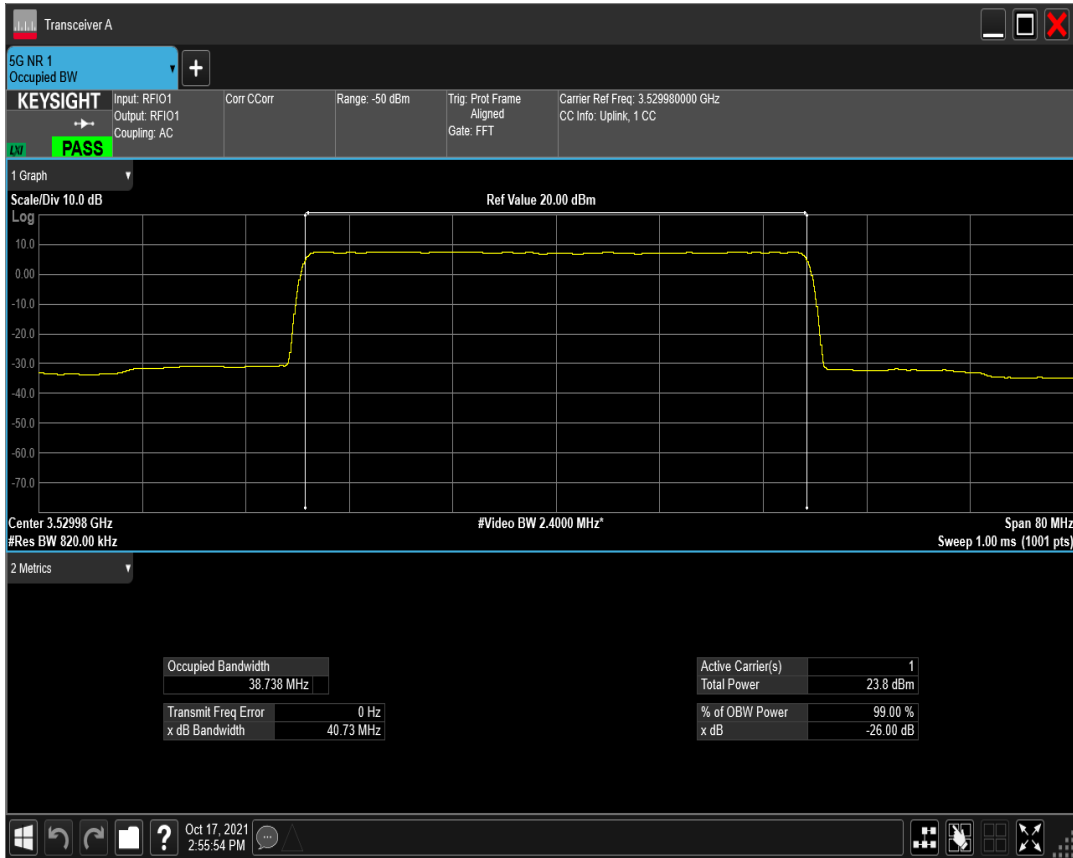 Transceiver A
5G NR 1
Occupied BW
KEYSIGHT
LXI
PASS
Input: RFIO1
Output: RFIO1
Coupling: AC
Corr CCorr
Range: -50 dBm
Trig: Prot Frame
Aligned
Gate: FFT
Carrier Ref Freq: 3.529980000 GHz
CC Info: Uplink, 1 CC
1 Graph
Scale/Div 10.0 dB
Ref Value 20.00 dBm
Log
10.0
0.00
-10.0
-20.0
-30.0
-40.0
-50.0
-60.0
-70.0
Center 3.52998 GHz
#Video BW 2.4000 MHz*
Span 80 MHz
#Res BW 820.00 kHz
Sweep 1.00 ms (1001 pts)
2 Metrics
Occupied Bandwidth
38.738 MHz
Transmit Freq Error 0 Hz
x dB Bandwidth 40.73 MHz
Active Carrier(s) 1
Total Power 23.8 dBm
% of OBW Power 99.00 %
x dB -26.00 dB
?
Oct 17, 2021
2:55:54 PM